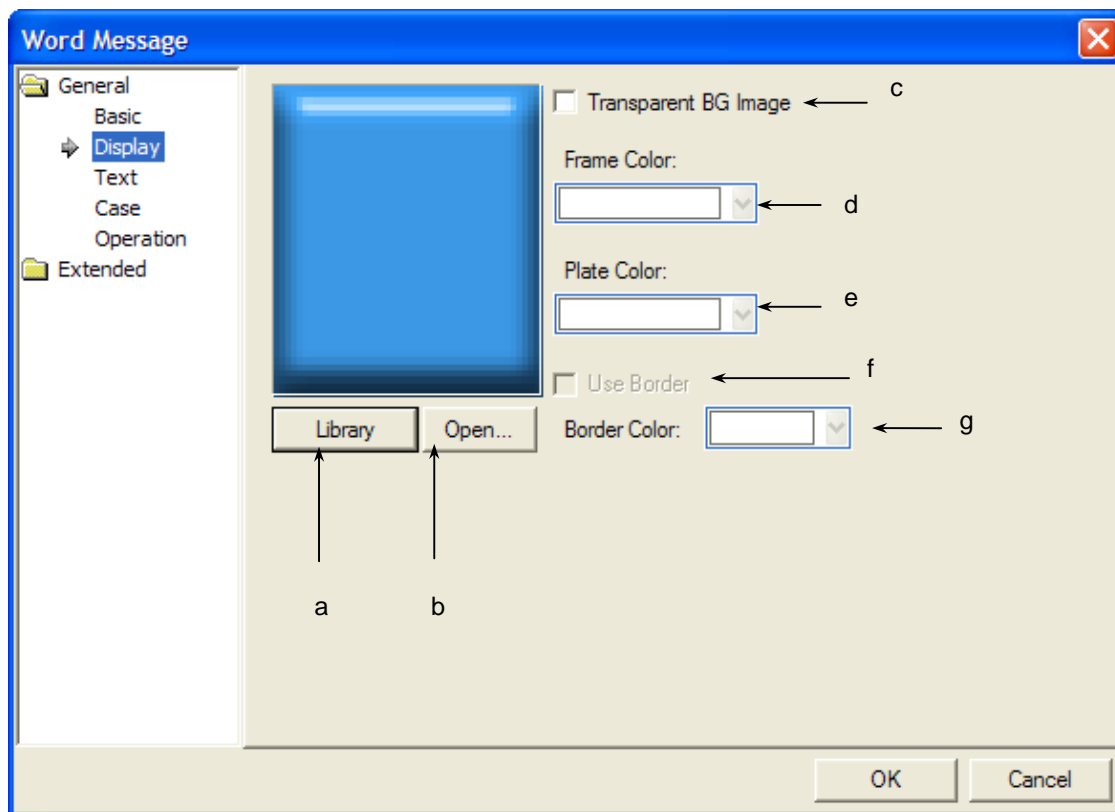 Word Message
General
Basic
Display
Text
Case
Operation
Extended
Transparent BG Image
c
Frame Color:
d
Plate Color:
e
Use Border
f
Library
Open...
Border Color:
g
a
b
OK
Cancel